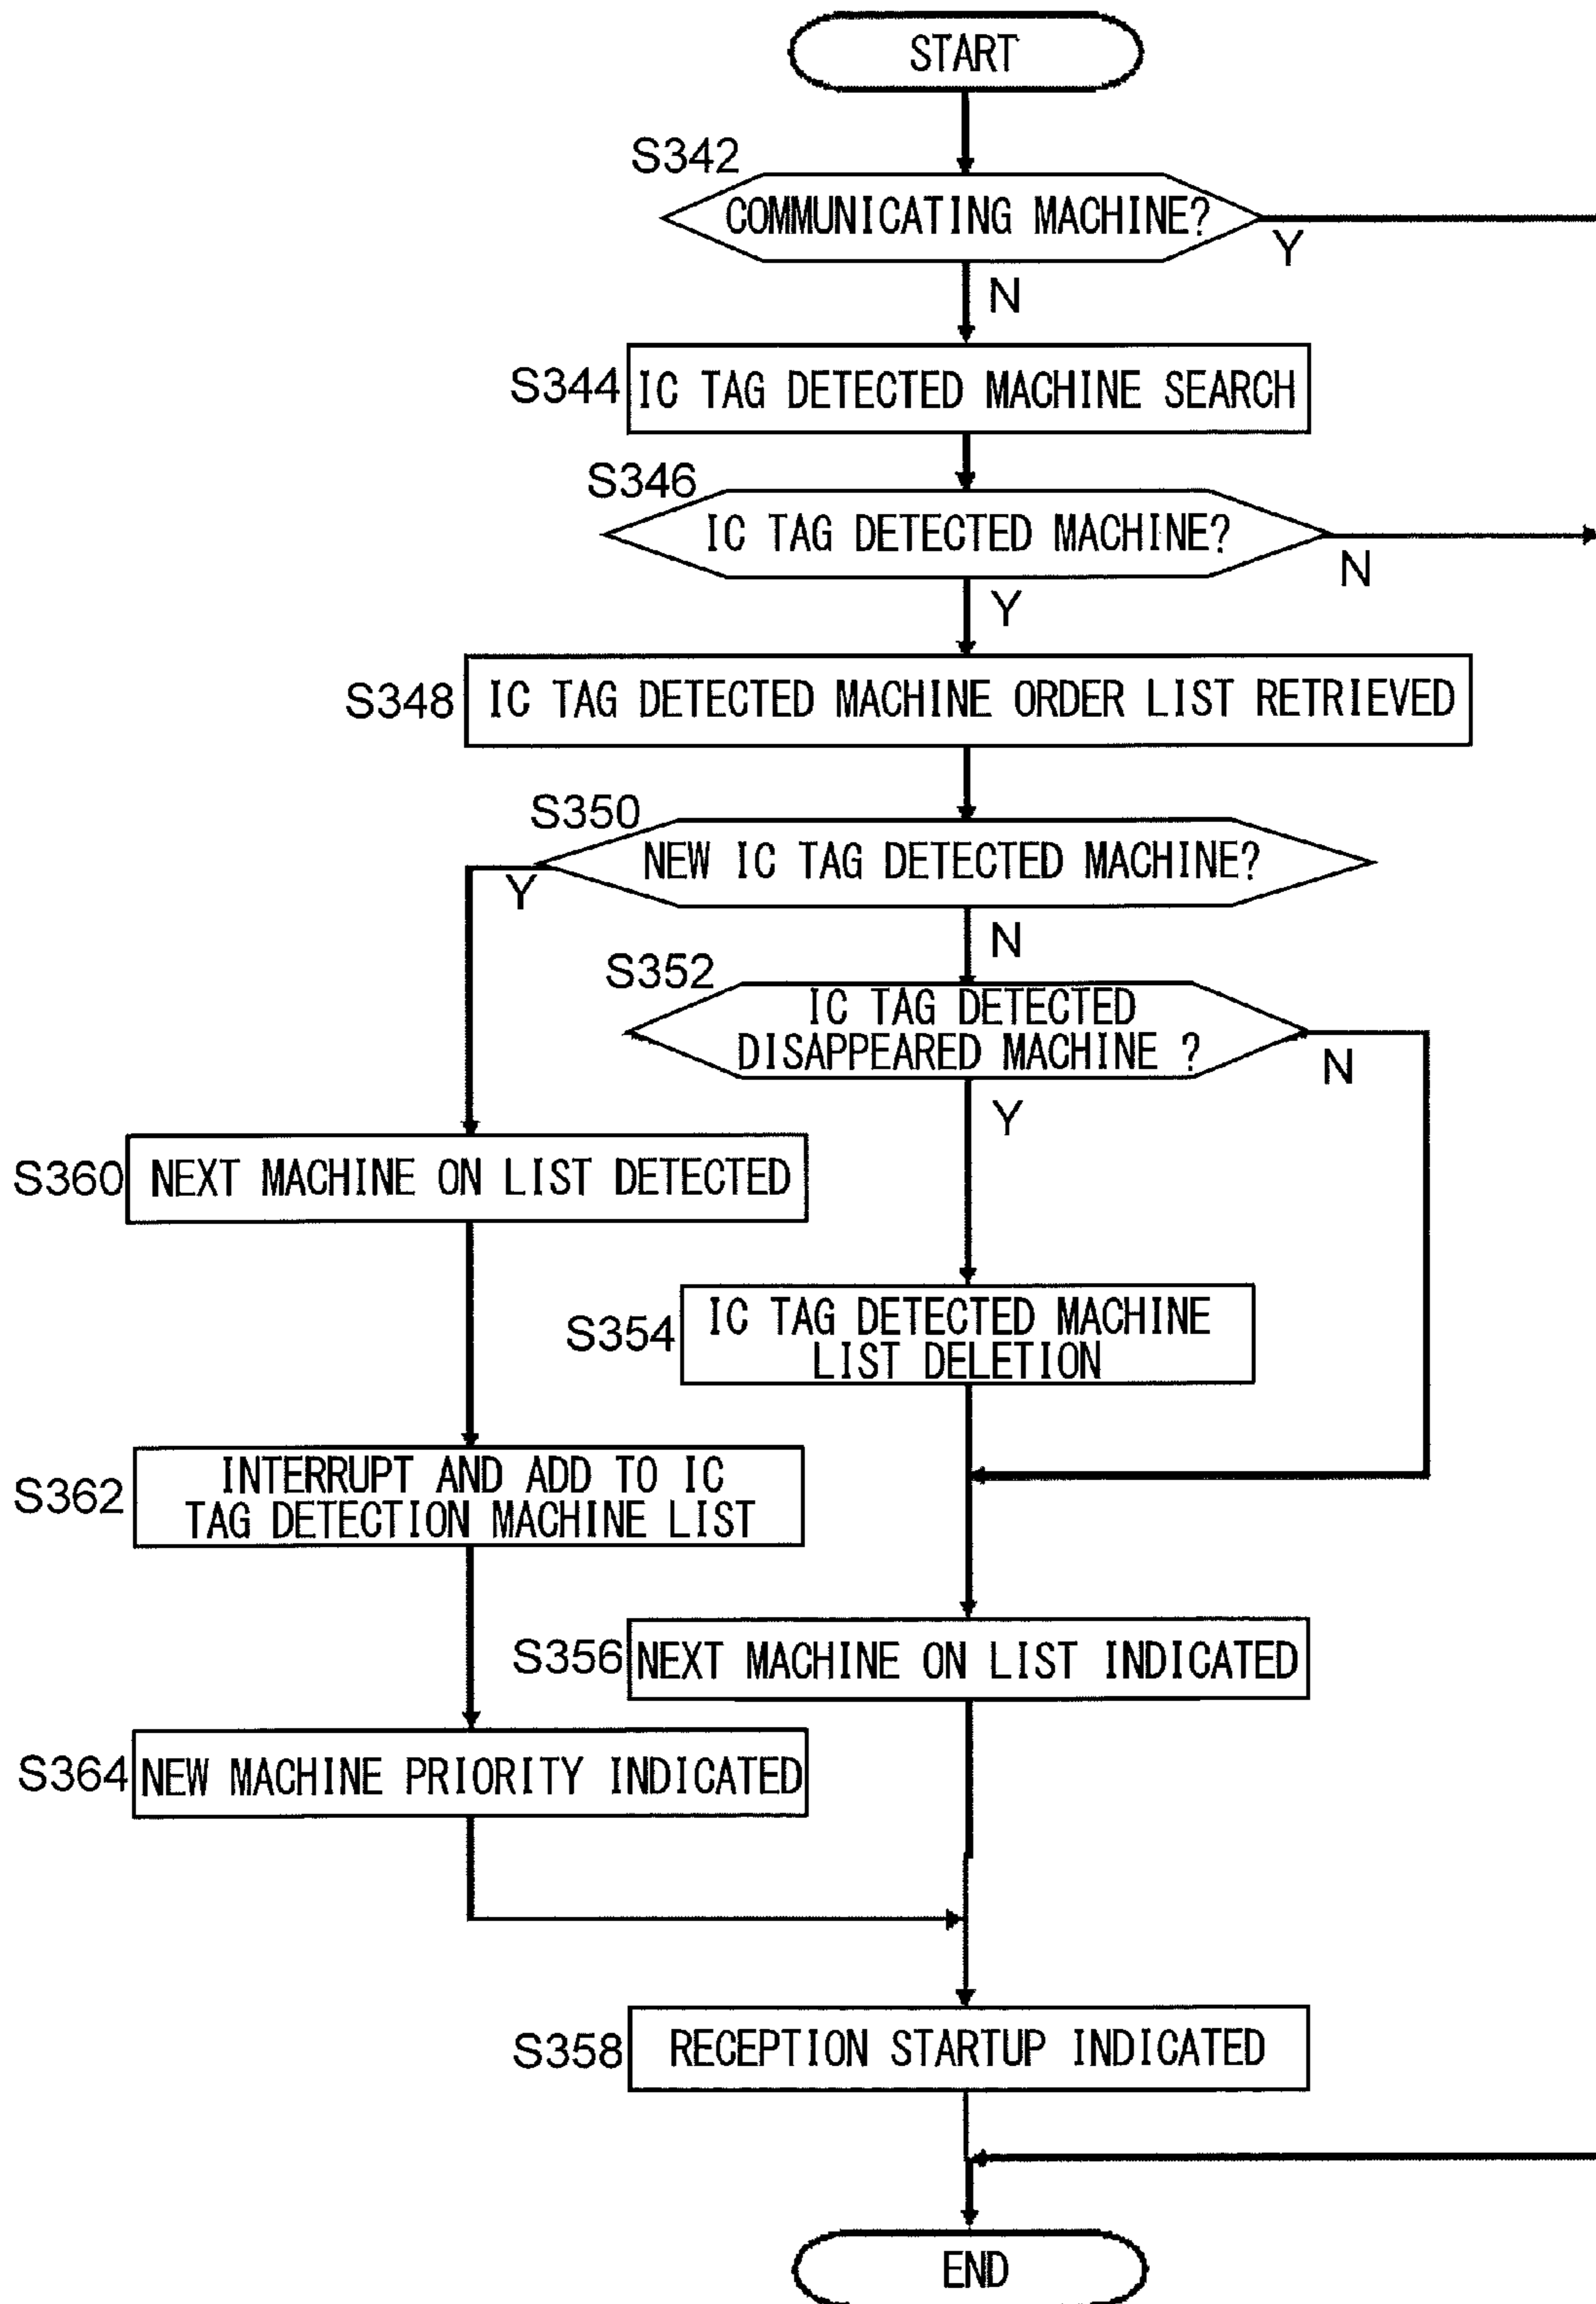 START
S342
COMMUNICATING MACHINE?
Y
N
S344
IC TAG DETECTED MACHINE SEARCH
S346
IC TAG DETECTED MACHINE?
N
Y
S348
IC TAG DETECTED MACHINE ORDER LIST RETRIEVED
S350
NEW IC TAG DETECTED MACHINE?
Y
N
S352
IC TAG DETECTED
DISAPPEARED MACHINE ?
N
Y
S360
NEXT MACHINE ON LIST DETECTED
S354
IC TAG DETECTED MACHINE
LIST DELETION
S362
INTERRUPT AND ADD TO IC
TAG DETECTION MACHINE LIST
S356
NEXT MACHINE ON LIST INDICATED
S364
NEW MACHINE PRIORITY INDICATED
S358
RECEPTION STARTUP INDICATED
END